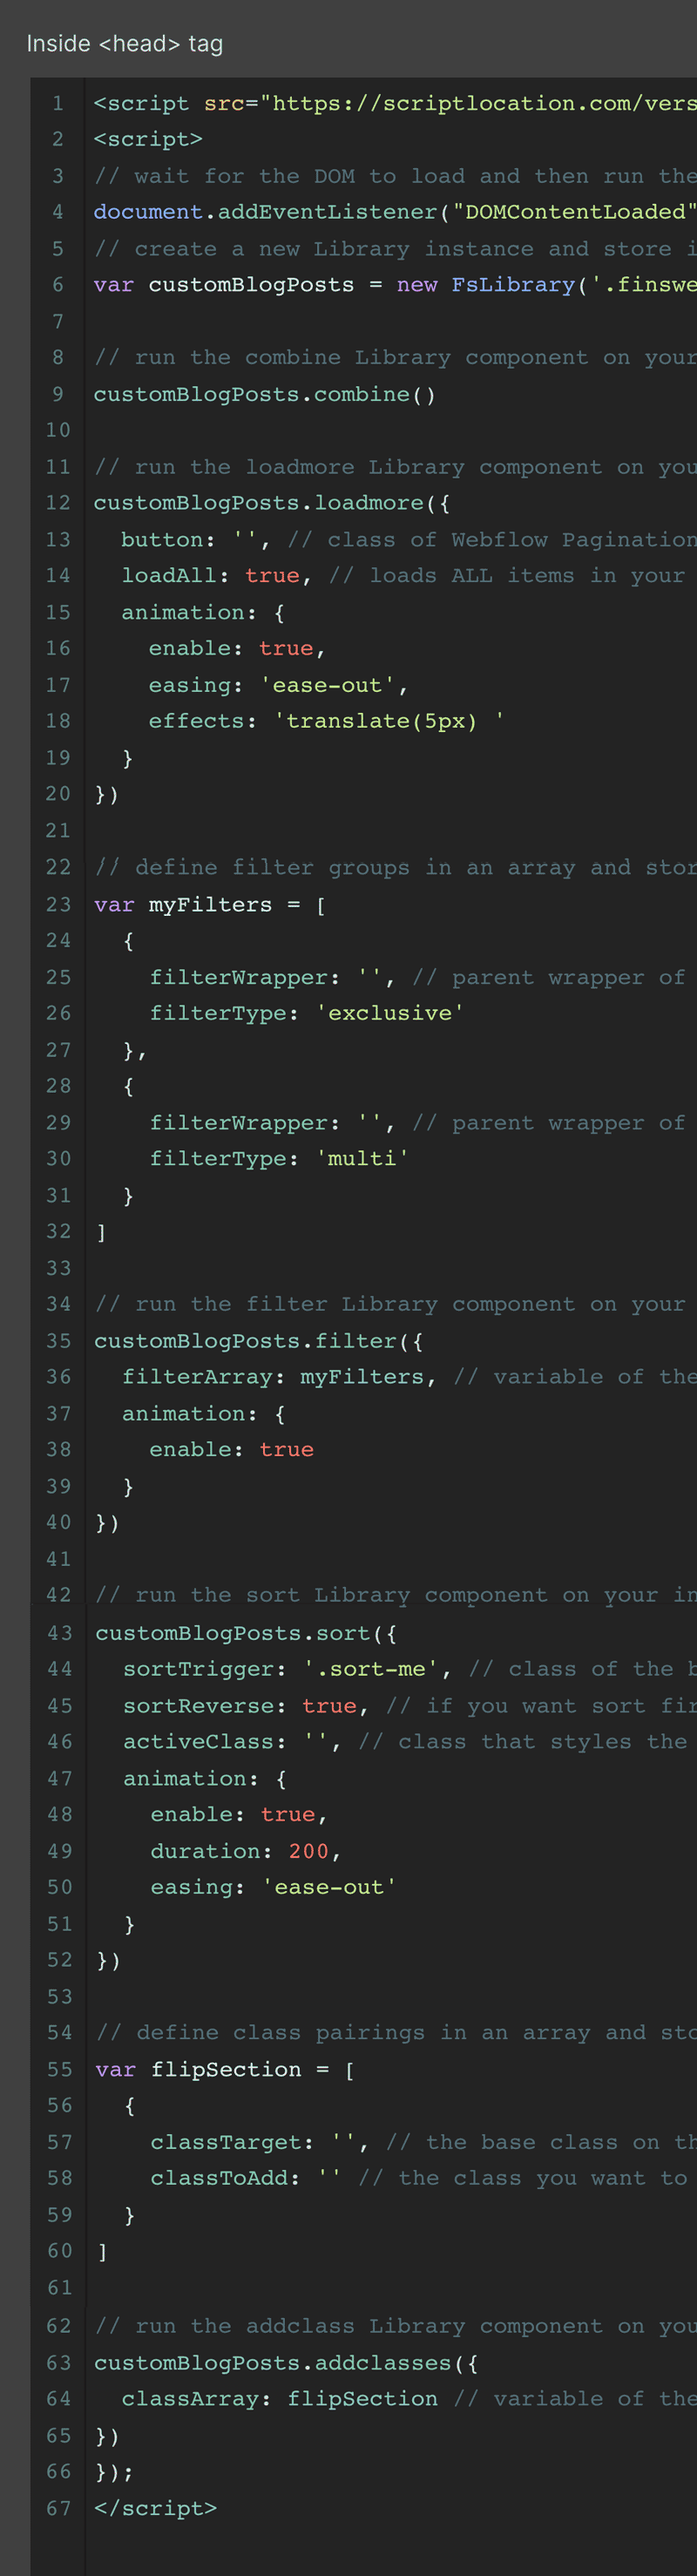 Inside <head> tag
1 <script src="https://scriptlocation.com/vers
2 <script>
3 // wait for the DOM to load and then run the
4 document.addEventListener("DOMContentLoaded"
5 // create a new Library instance and store i
6 var customBlogPosts = new FsLibrary('.finswe
7
8 // run the combine Library component on your
9 customBlogPosts.combine()
10
11 // run the loadmore Library component on you
12 customBlogPosts.loadmore({
13   button: '', // class of Webflow Pagination
14   loadAll: true, // loads ALL items in your
15   animation: {
16     enable: true,
17     easing: 'ease-out',
18     effects: 'translate(5px) '
19   }
20 })
21
22 // define filter groups in an array and stor
23 var myFilters = [
24   {
25     filterWrapper: '', // parent wrapper of
26     filterType: 'exclusive'
27   },
28   {
29     filterWrapper: '', // parent wrapper of
30     filterType: 'multi'
31   }
32 ]
33
34 // run the filter Library component on your
35 customBlogPosts.filter({
36   filterArray: myFilters, // variable of the
37   animation: {
38     enable: true
39   }
40 })
41
42 // run the sort Library component on your in
43 customBlogPosts.sort({
44   sortTrigger: '.sort-me', // class of the b
45   sortReverse: true, // if you want sort fir
46   activeClass: '', // class that styles the
47   animation: {
48     enable: true,
49     duration: 200,
50     easing: 'ease-out'
51   }
52 })
53
54 // define class pairings in an array and sto
55 var flipSection = [
56   {
57     classTarget: '', // the base class on th
58     classToAdd: '' // the class you want to
59   }
60 ]
61
62 // run the addclass Library component on you
63 customBlogPosts.addclasses({
64   classArray: flipSection // variable of the
65 })
66 });
67 </script>